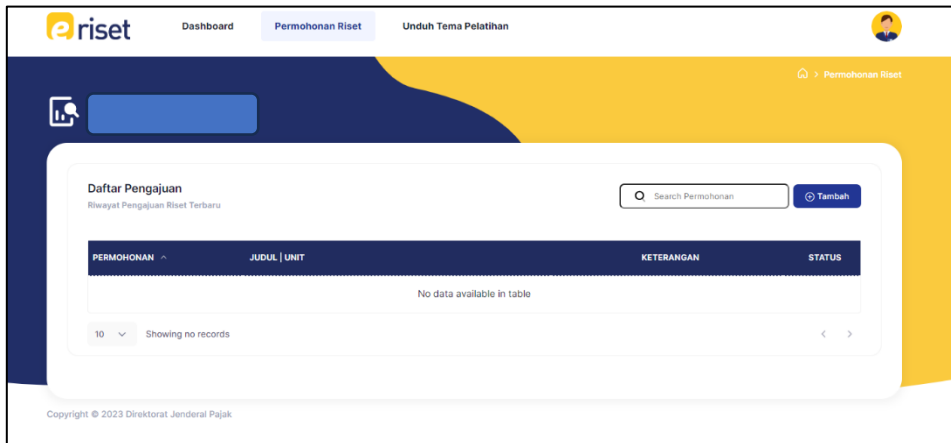 eriset Dashboard Permohonan Riset Unduh Tema Pelatihan
> Permohonan Riset
Daftar Pengajuan
Riwayat Pengajuan Riset Terbaru
Search Permohonan
Tambah
PERMOHONAN JUDUL | UNIT KETERANGAN STATUS
No data available in table
10 Showing no records
Copyright © 2023 Direktorat Jenderal Pajak